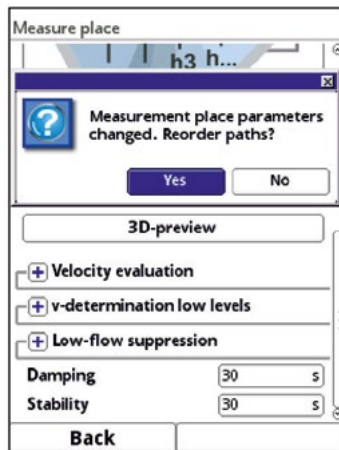 Measure place
h3 h...
Measurement place parameters
changed. Reorder paths?
Yes No
3D-preview
Velocity evaluation
v-determination low levels
Low-flow suppression
Damping 30 s
Stability 30 s
Back